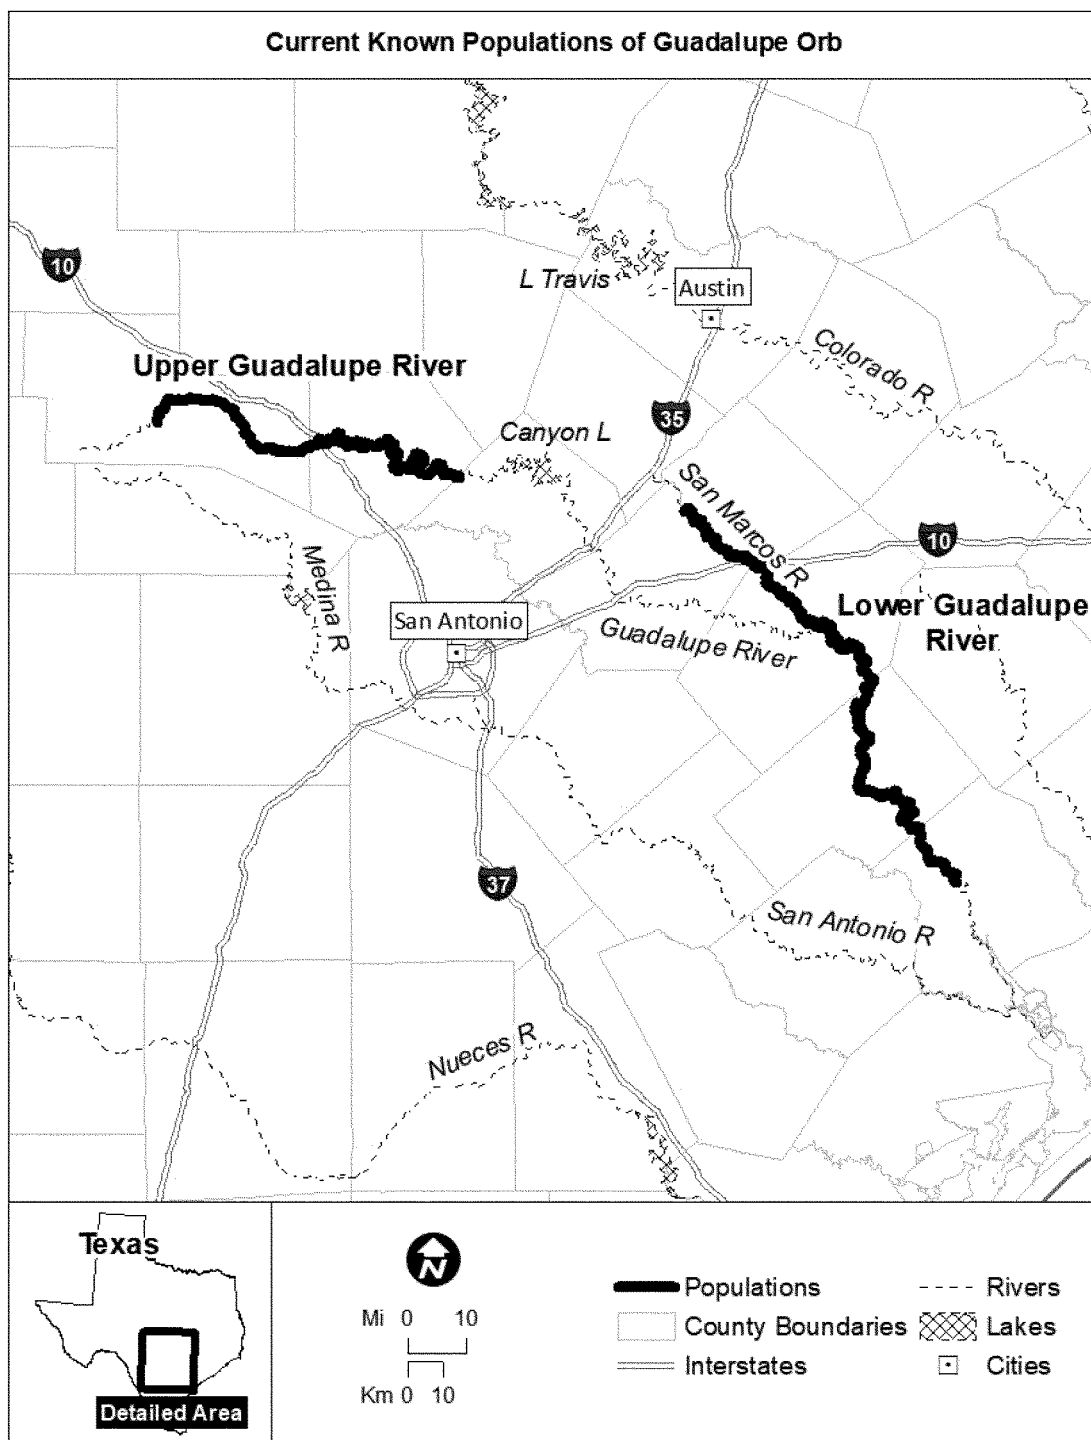 Current Known Populations of Guadalupe Orb
10
L Travis
Austin
Colorado R
Upper Guadalupe River
35
Canyon L
San Marcos R
10
Medina R
San Antonio
Guadalupe River
Lower Guadalupe
River
37
San Antonio R
Nueces R
Texas
Detailed Area
N
Mi 0 10
Km 0 10
Populations
County Boundaries
Interstates
Rivers
Lakes
Cities